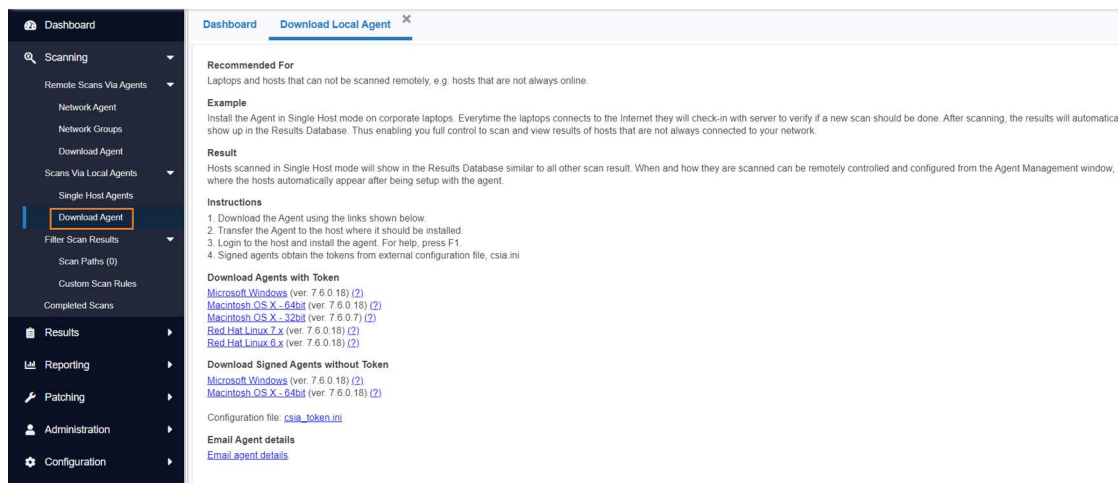 Dashboard
Scanning
Remote Scans Via Agents
Network Agent
Network Groups
Download Agent
Scans Via Local Agents
Single Host Agents
Download Agent
Filter Scan Results
Scan Paths (0)
Custom Scan Rules
Completed Scans
Results
Reporting
Patching
Administration
Configuration
Dashboard Download Local Agent
Recommended For
Laptops and hosts that can not be scanned remotely, e.g. hosts that are not always online.
Example
Install the Agent in Single Host mode on corporate laptops. Everytime the laptops connects to the Internet they will check-in with server to verify if a new scan should be done. After scanning, the results will automatica
show up in the Results Database. Thus enabling you full control to scan and view results of hosts that are not always connected to your network.
Result
Hosts scanned in Single Host mode will show in the Results Database similar to all other scan result. When and how they are scanned can be remotely controlled and configured from the Agent Management window,
where the hosts automatically appear after being setup with the agent.
Instructions
1. Download the Agent using the links shown below.
2. Transfer the Agent to the host where it should be installed.
3. Login to the host and install the agent. For help, press F1.
4. Signed agents obtain the tokens from external configuration file, csia.ini
Download Agents with Token
Microsoft Windows (ver. 7.6.0.18) (?)
Macintosh OS X - 64bit (ver. 7.6.0.18) (?)
Macintosh OS X - 32bit (ver. 7.6.0.7) (?)
Red Hat Linux 7.x (ver. 7.6.0.18) (?)
Red Hat Linux 6.x (ver. 7.6.0.18) (?)
Download Signed Agents without Token
Microsoft Windows (ver. 7.6.0.18) (?)
Macintosh OS X - 64bit (ver. 7.6.0.18) (?)
Configuration file: csia_token.ini
Email Agent details
Email agent details